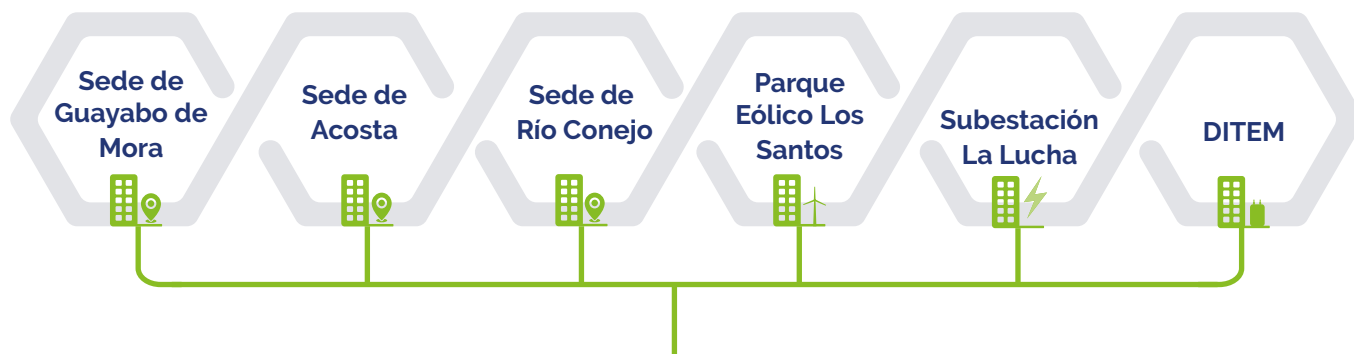 Sede de
Guayabo de
Mora
Sede de
Acosta
Sede de
Río Conejo
Parque
Eólico Los
Santos
Subestación
La Lucha
DITEM